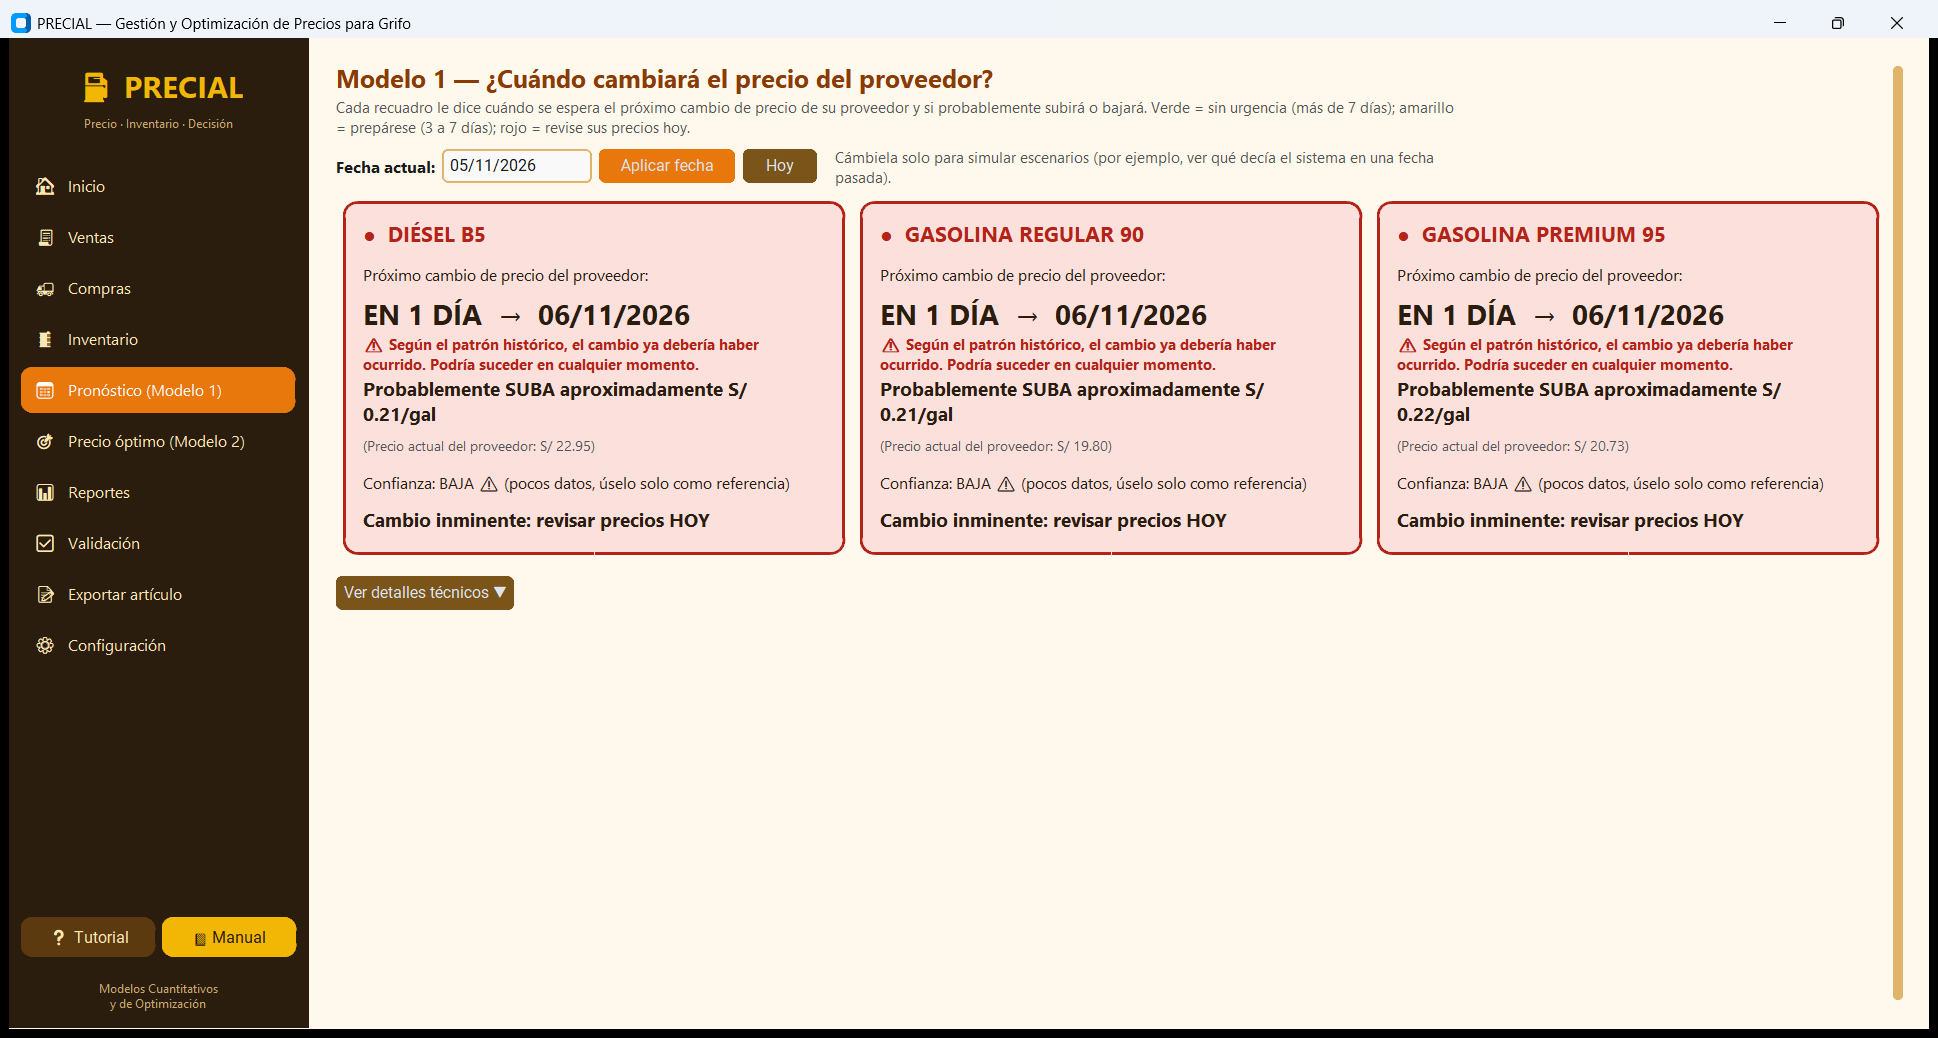 PRECIAL — Gestión y Optimización de Precios para Grifo
PRECIAL
Precio · Inventario · Decisión
Inicio
Ventas
Compras
Inventario
Pronóstico (Modelo 1)
Precio óptimo (Modelo 2)
Reportes
Validación
Exportar artículo
Configuración
? Tutorial
Manual
Modelos Cuantitativos
y de Optimización
Modelo 1 — ¿Cuándo cambiará el precio del proveedor?
Cada recuadro le dice cuándo se espera el próximo cambio de precio de su proveedor y si probablemente subirá o bajará. Verde = sin urgencia (más de 7 días); amarillo
= prepárese (3 a 7 días); rojo = revise sus precios hoy.
Fecha actual: 05/11/2026 Aplicar fecha Hoy
Cámbiela solo para simular escenarios (por ejemplo, ver qué decía el sistema en una fecha
pasada).
● DIÉSEL B5
Próximo cambio de precio del proveedor:
EN 1 DÍA → 06/11/2026
⚠ Según el patrón histórico, el cambio ya debería haber
ocurrido. Podría suceder en cualquier momento.
Probablemente SUBA aproximadamente S/
0.21/gal
(Precio actual del proveedor: S/ 22.95)
Confianza: BAJA ⚠ (pocos datos, úselo solo como referencia)
Cambio inminente: revisar precios HOY
● GASOLINA REGULAR 90
Próximo cambio de precio del proveedor:
EN 1 DÍA → 06/11/2026
⚠ Según el patrón histórico, el cambio ya debería haber
ocurrido. Podría suceder en cualquier momento.
Probablemente SUBA aproximadamente S/
0.21/gal
(Precio actual del proveedor: S/ 19.80)
Confianza: BAJA ⚠ (pocos datos, úselo solo como referencia)
Cambio inminente: revisar precios HOY
● GASOLINA PREMIUM 95
Próximo cambio de precio del proveedor:
EN 1 DÍA → 06/11/2026
⚠ Según el patrón histórico, el cambio ya debería haber
ocurrido. Podría suceder en cualquier momento.
Probablemente SUBA aproximadamente S/
0.22/gal
(Precio actual del proveedor: S/ 20.73)
Confianza: BAJA ⚠ (pocos datos, úselo solo como referencia)
Cambio inminente: revisar precios HOY
Ver detalles técnicos ▼